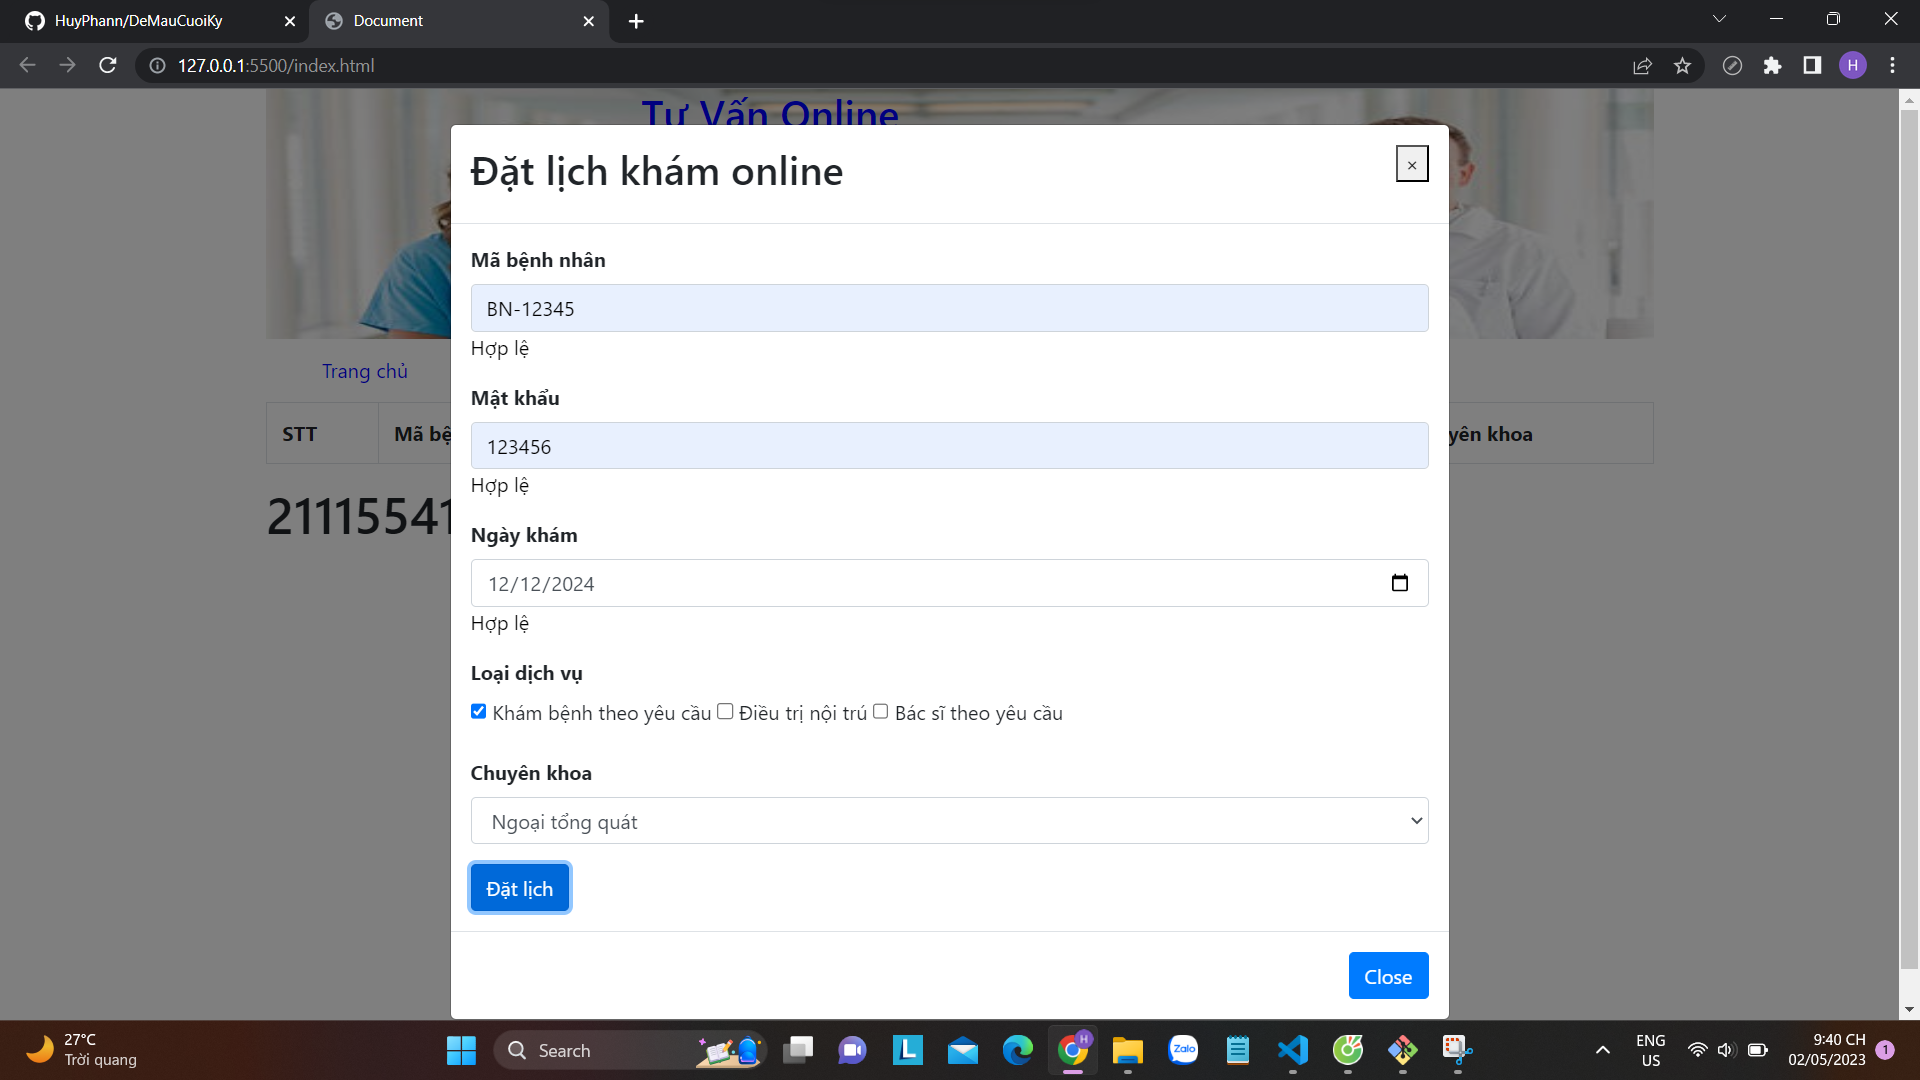 HuyPhann/DeMauCuoiKy
Document
127.0.0.1:5500/index.html
H
Tư Vấn Online
Đặt lịch khám online
×
Mã bệnh nhân
BN-12345
Hợp lệ
Trang chủ
Mật khẩu
STT
Mã bệ
yên khoa
123456
Hợp lệ
21115541
Ngày khám
12/12/2024
Hợp lệ
Loại dịch vụ
Khám bệnh theo yêu cầu Điều trị nội trú Bác sĩ theo yêu cầu
Chuyên khoa
Ngoại tổng quát
Đặt lịch
Close
27°C
Trời quang
Search
L
H
Zalo
ENG
US
9:40 CH
02/05/2023
1